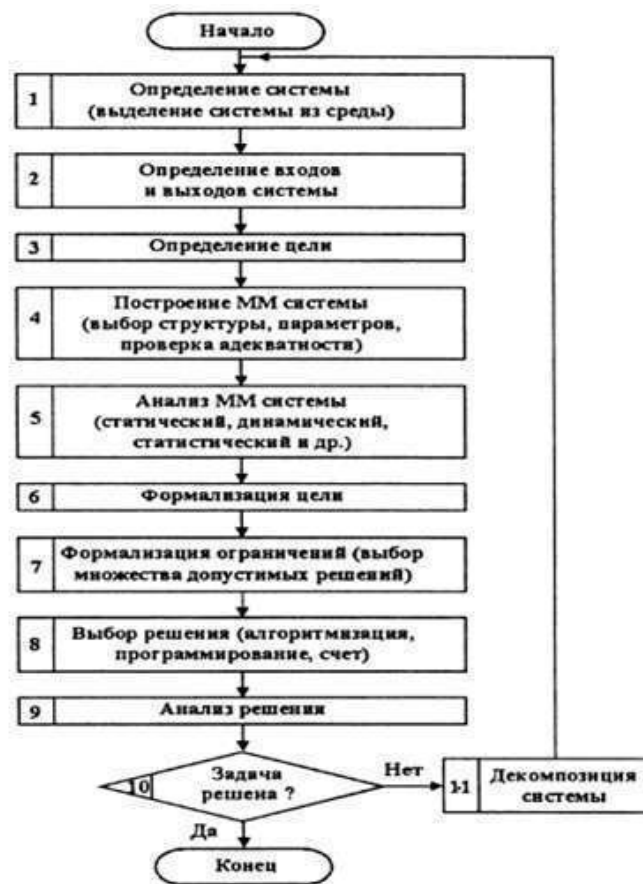 Начало
1
Определение системы
(выделение системы из среды)
2
Определение входов
и выходов системы
3
Определение цели
4
Построение ММ системы
(выбор структуры, параметров,
проверка адекватности)
5
Анализ ММ системы
(статический, динамический,
статистический и др.)
6
Формализация цели
7
Формализация ограничений (выбор
множества допустимых решений)
8
Выбор решения (алгоритмизация,
программирование, счет)
9
Анализ решения
10
Задача
решена ?
Нет
11
Декомпозиция
системы
Да
Конец